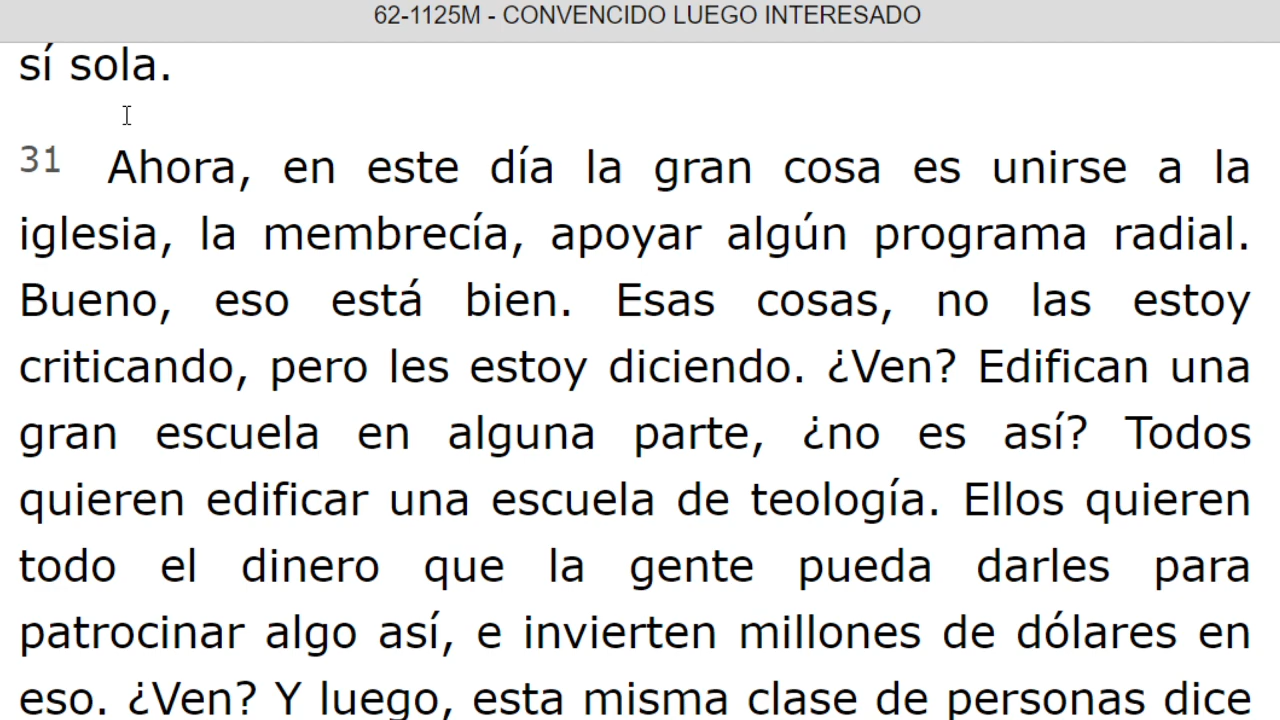 62-1125M - CONVENCIDO LUEGO INTERESADO
sí sola.
31 Ahora, en este día la gran cosa es unirse a la
iglesia, la membrecía, apoyar algún programa radial.
Bueno, eso está bien. Esas cosas, no las estoy
criticando, pero les estoy diciendo. ¿Ven? Edifican una
gran escuela en alguna parte, ¿no es así? Todos
quieren edificar una escuela de teología. Ellos quieren
todo el dinero que la gente pueda darles para
patrocinar algo así, e invierten millones de dólares en
eso. ¿Ven? Y luego, esta misma clase de personas dice